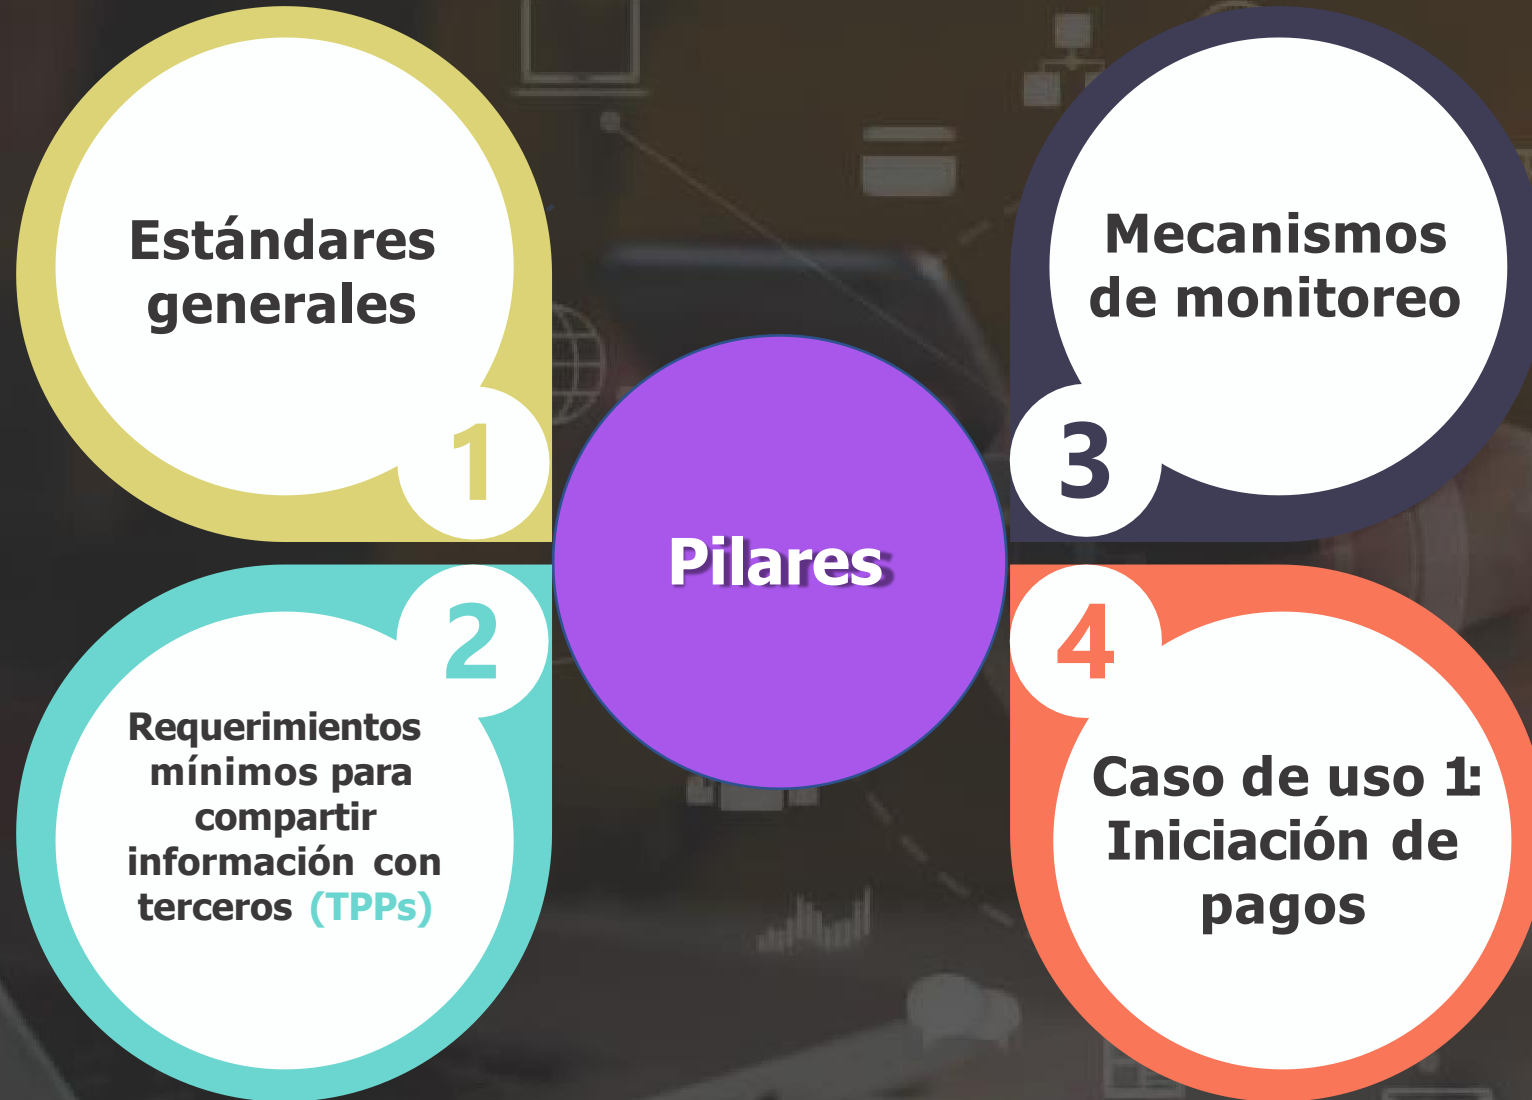 Estándares
generales
1
Requerimientos
mínimos para
compartir
información con
terceros (TPPs)
2
Pilares
Mecanismos
de monitoreo
3
Caso de uso 1:
Iniciación de
pagos
4